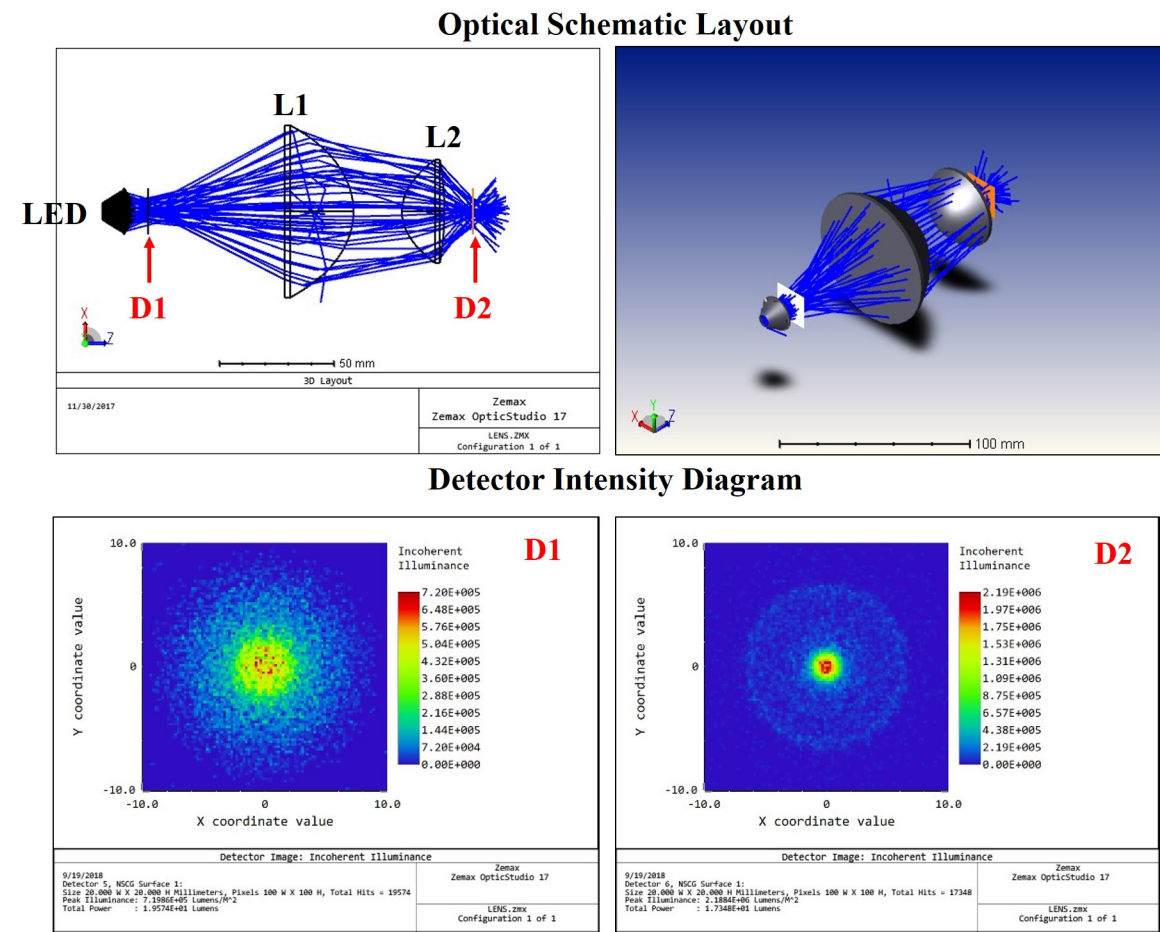 Optical Schematic Layout
L1
L2
LED
D1
D2
X
Z
50 mm
3D Layout
11/30/2017
Zemax
Zemax OpticStudio 17
LENS.ZMX
Configuration 1 of 1
X
Y
Z
100 mm
Detector Intensity Diagram
D1
10.0
0
-10.0
Y coordinate value
-10.0
0
10.0
X coordinate value
Incoherent
Illuminance
7.20E+005
6.48E+005
5.76E+005
5.04E+005
4.32E+005
3.60E+005
2.88E+005
2.16E+005
1.44E+005
7.20E+004
0.00E+000
Detector Image: Incoherent Illuminance
9/19/2018
Detector 5, NSCG Surface 1:
Size 20.000 W X 20.000 H Millimeters, Pixels 100 W X 100 H, Total Hits = 19574
Peak Illuminance: 7.1986E+05 Lumens/M^2
Total Power : 1.9574E+01 Lumens
Zemax
Zemax OpticStudio 17
LENS.zmx
Configuration 1 of 1
D2
10.0
0
-10.0
Y coordinate value
-10.0
0
10.0
X coordinate value
Incoherent
Illuminance
2.19E+006
1.97E+006
1.75E+006
1.53E+006
1.31E+006
1.09E+006
8.75E+005
6.57E+005
4.38E+005
2.19E+005
0.00E+000
Detector Image: Incoherent Illuminance
9/19/2018
Detector 6, NSCG Surface 1:
Size 20.000 W X 20.000 H Millimeters, Pixels 100 W X 100 H, Total Hits = 17348
Peak Illuminance: 2.1884E+06 Lumens/M^2
Total Power : 1.7348E+01 Lumens
Zemax
Zemax OpticStudio 17
LENS.zmx
Configuration 1 of 1